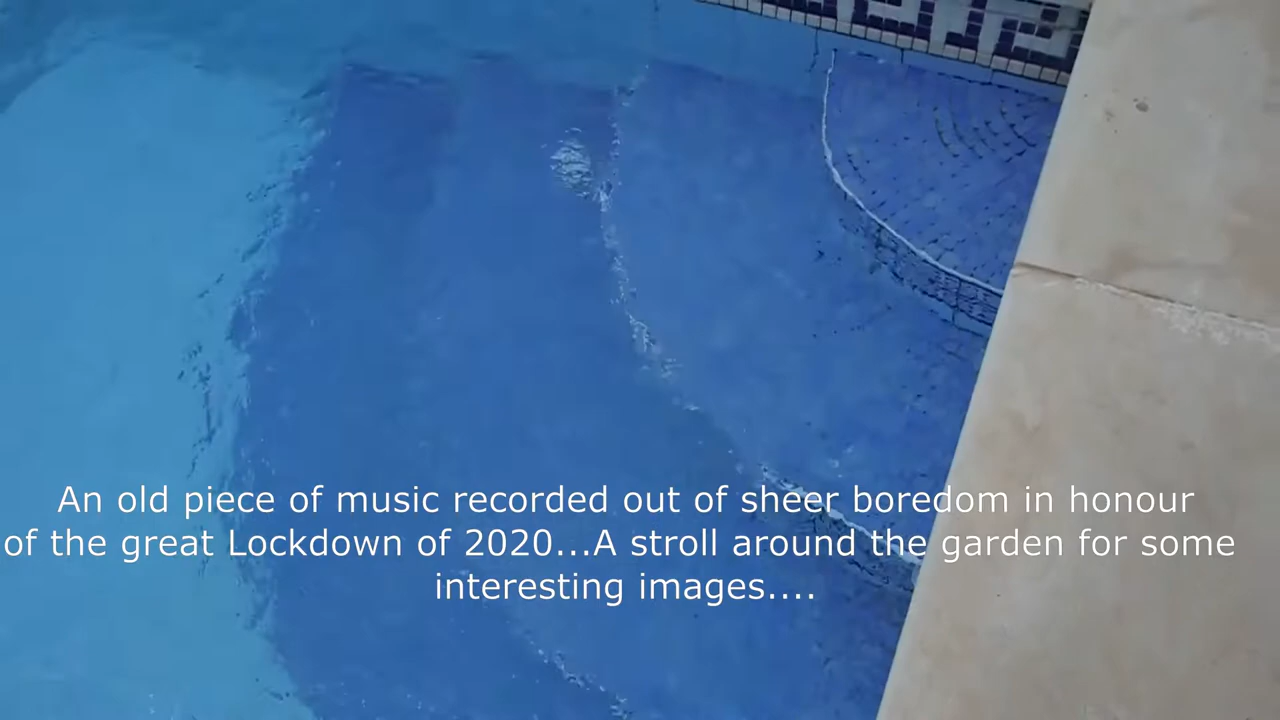 An old piece of music recorded out of sheer boredom in honour
of the great Lockdown of 2020...A stroll around the garden for some
interesting images....